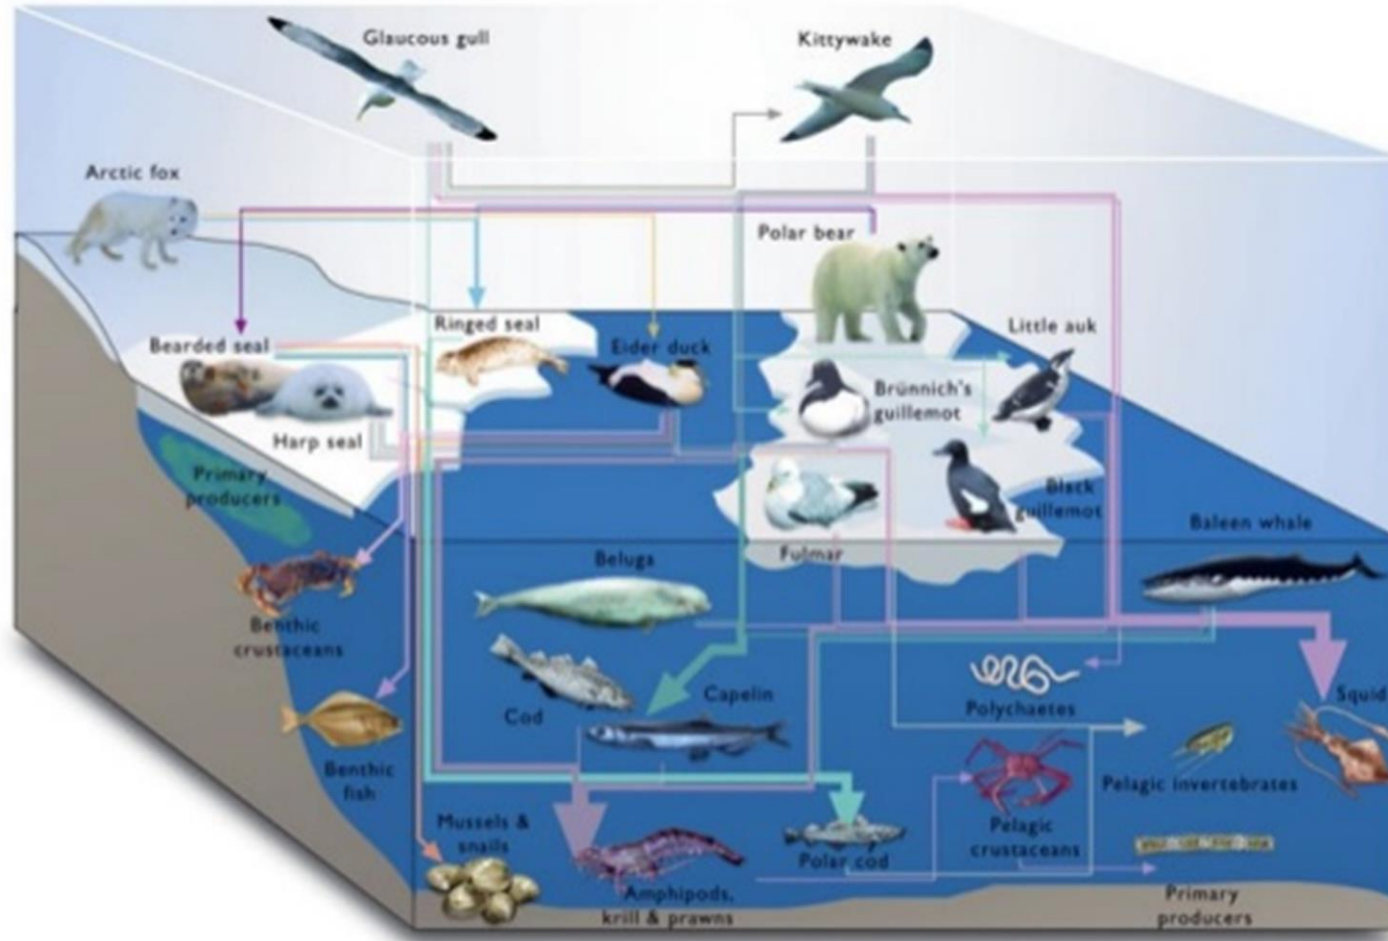 Glaucous gull
Kittywake
Arctic fox
Polar bear
Ringed seal
Little auk
Bearded seal
Eider duck
Brünnich's
guillemot
Harp seal
Primary
producers
Black
guillemot
Baleen whale
Fulmar
Beluga
Benthic
crustaceans
Capelin
Squid
Cod
Polychaetes
Benthic
fish
Pelagic invertebrates
Mussels &
snails
Pelagic
crustaceans
Polar cod
Amphipods,
krill & prawns
Primary
producers